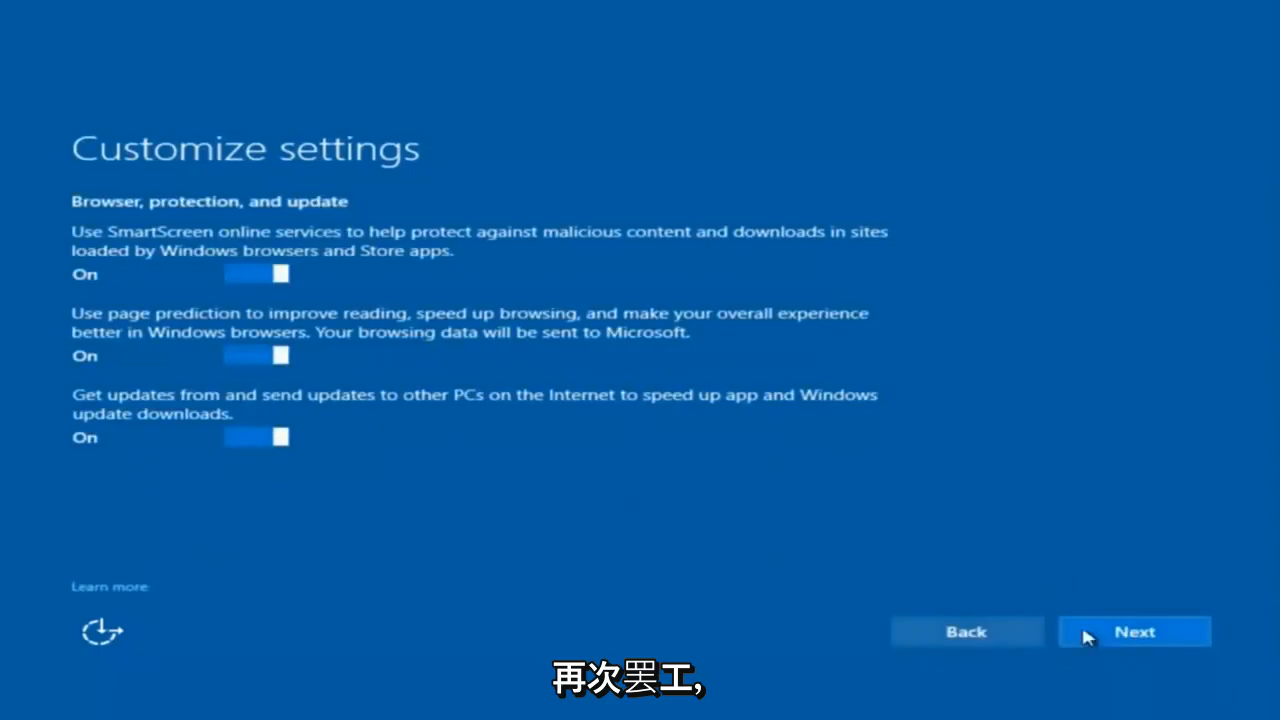 Customize settings
Browser, protection, and update
Use SmartScreen online services to help protect against malicious content and downloads in sites
loaded by Windows browsers and Store apps.
On
Use page prediction to improve reading, speed up browsing, and make your overall experience
better in Windows browsers. Your browsing data will be sent to Microsoft.
On
Get updates from and send updates to other PCs on the Internet to speed up app and Windows
update downloads.
On
Learn more
Back
Next
再次罢工,